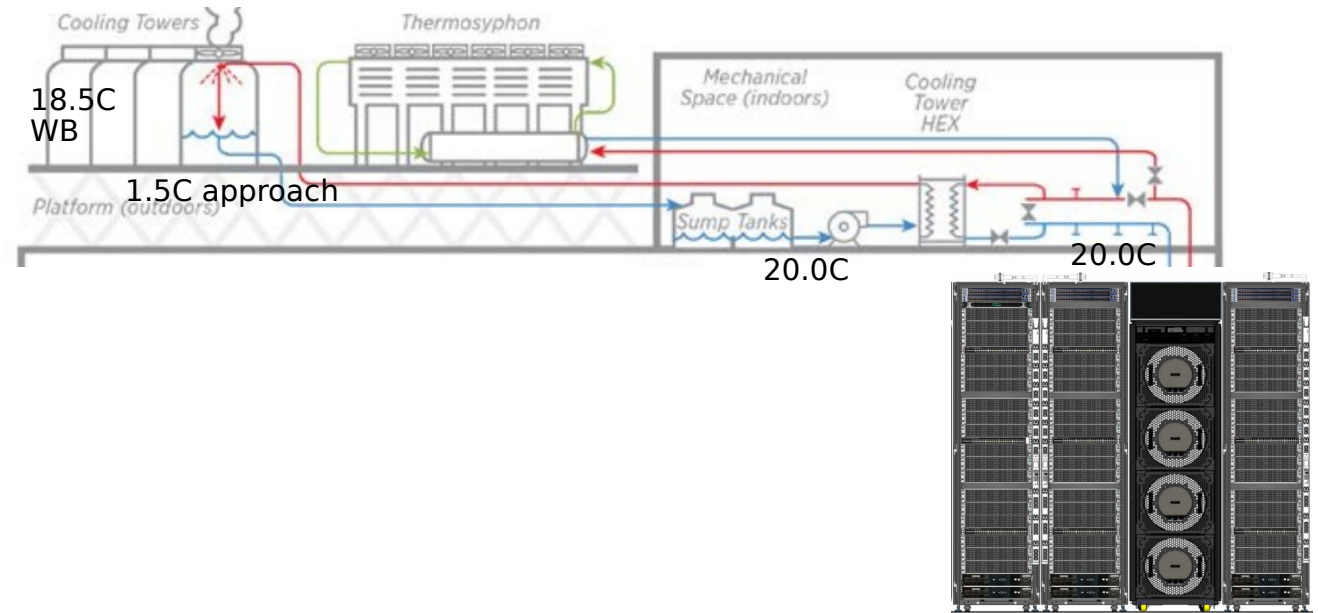 Cooling Towers
Thermosyphon
18.5C
WB
1.5C approach
Platform (outdoors)
Mechanical
Space (indoors)
Cooling
Tower
HEX
Sump Tanks
20.0C
20.0C